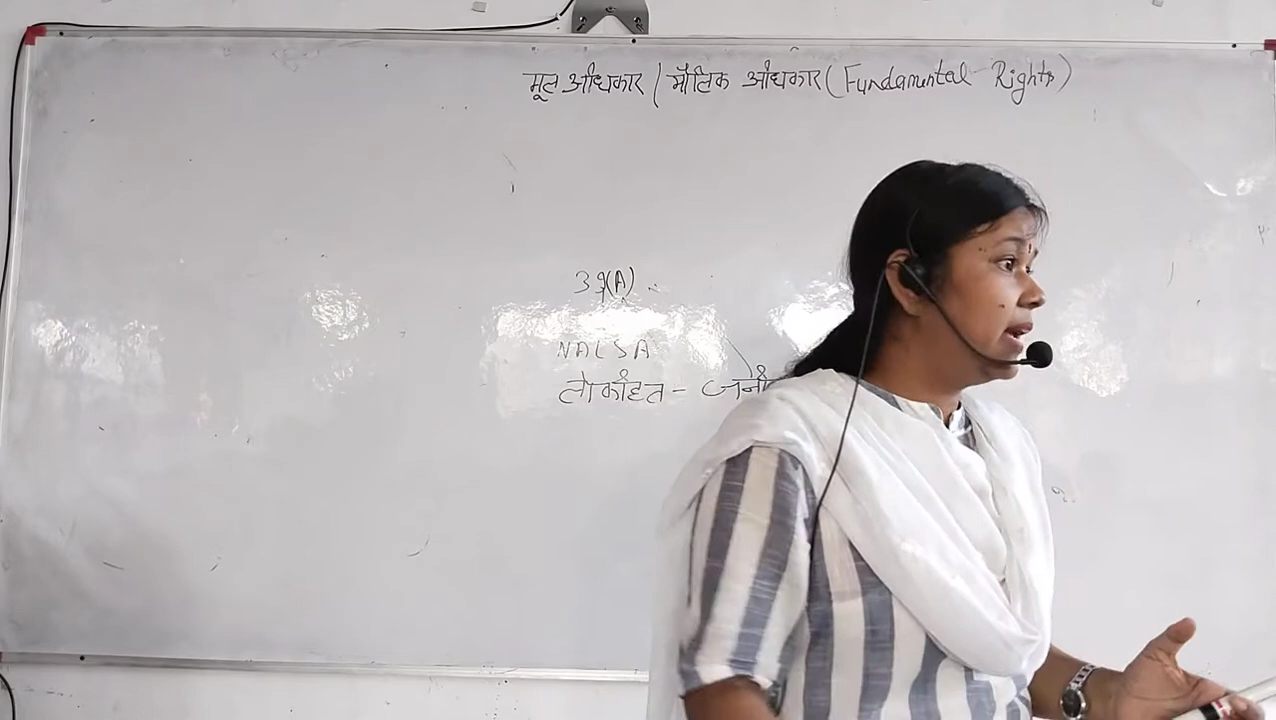 मूल अधिकार / मौलिक अधिकार (Fundamental Rights)
39(A)
NALSA
लोकहित -